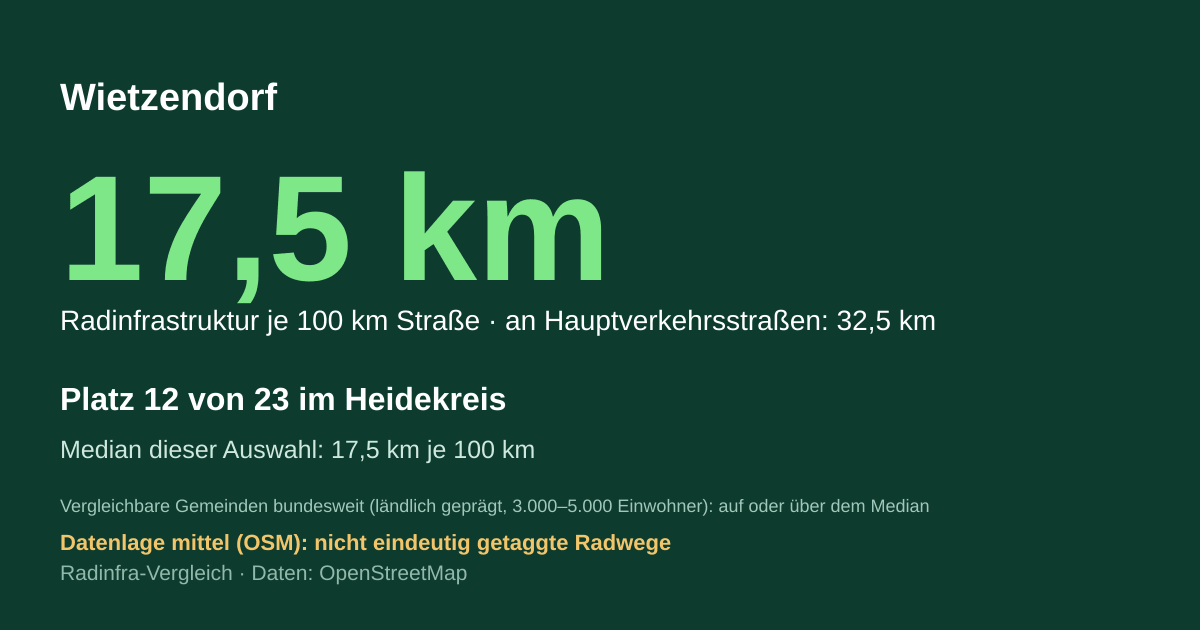 Wietzendorf
17,5 km
Radinfrastruktur je 100 km Straße · an Hauptverkehrsstraßen: 32,5 km
Platz 12 von 23 im Heidekreis
Median dieser Auswahl: 17,5 km je 100 km
Vergleichbare Gemeinden bundesweit (ländlich geprägt, 3.000–5.000 Einwohner): auf oder über dem Median
Datenlage mittel (OSM): nicht eindeutig getaggte Radwege
Radinfra-Vergleich · Daten: OpenStreetMap